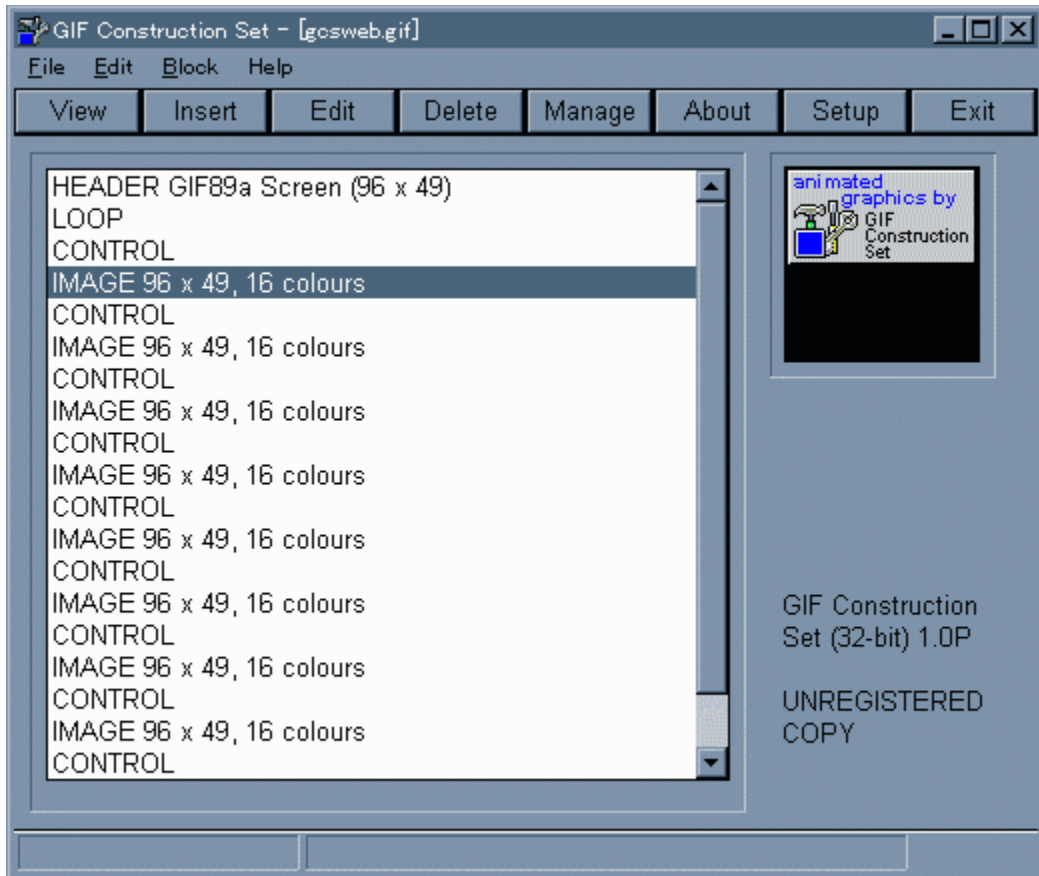 GIF Construction Set - [gcsweb.gif]
File Edit Block Help
View Insert Edit Delete Manage About Setup Exit
HEADER GIF89a Screen (96 x 49)
LOOP
CONTROL
IMAGE 96 x 49, 16 colours
CONTROL
IMAGE 96 x 49, 16 colours
CONTROL
IMAGE 96 x 49, 16 colours
CONTROL
IMAGE 96 x 49, 16 colours
CONTROL
IMAGE 96 x 49, 16 colours
CONTROL
IMAGE 96 x 49, 16 colours
CONTROL
IMAGE 96 x 49, 16 colours
CONTROL
IMAGE 96 x 49, 16 colours
CONTROL
animated
graphics by
GIF
Construction
Set
GIF Construction
Set (32-bit) 1.0P
UNREGISTERED
COPY